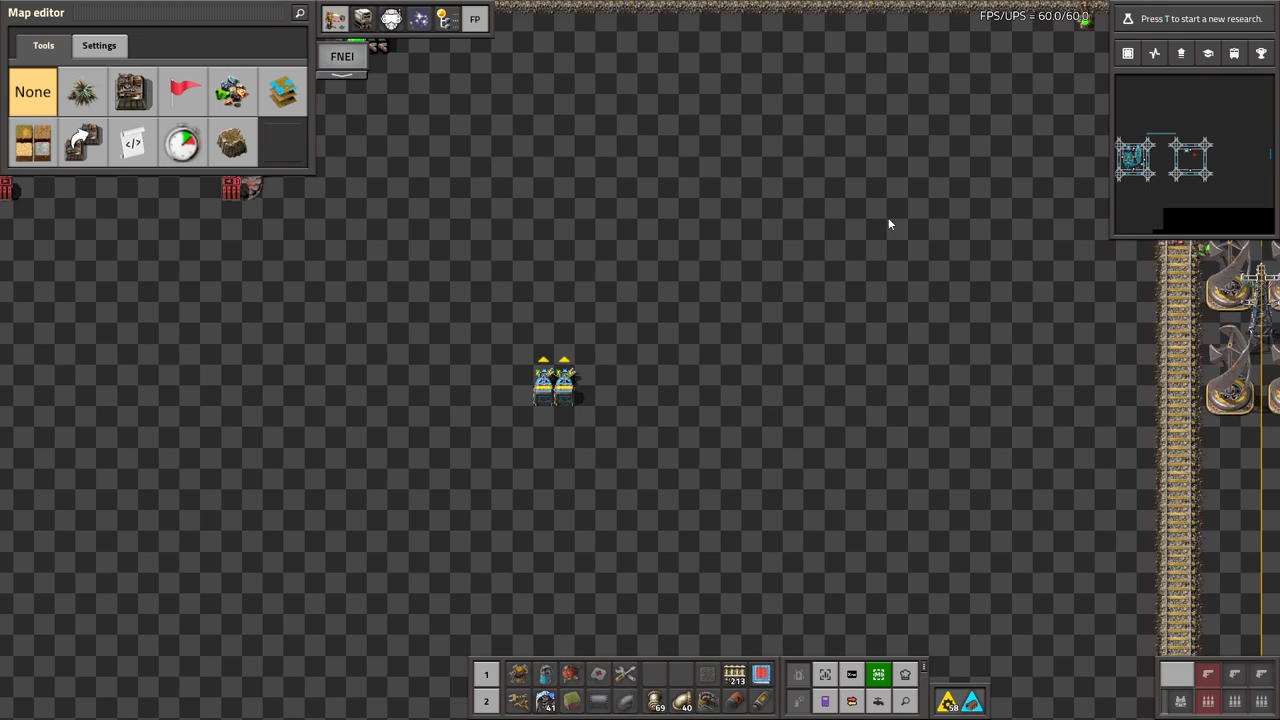 Map editor
FP
FPS/UPS = 60.0/60.0
Press T to start a new research.
Tools
Settings
FNEI
None
</>
1
213
2
41
69
40
58